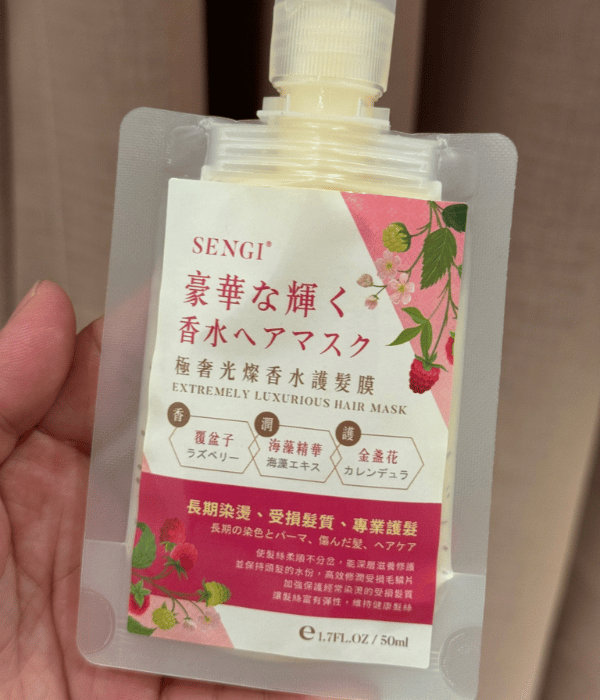 SENGI®
豪華な輝く
香水ヘアマスク
極奢光燦香水護髮膜
EXTREMELY LUXURIOUS HAIR MASK
香 潤 護
覆盆子 海藻精華 金盞花
ラズベリー 海藻エキス カレンデュラ
長期染燙、受損髮質、專業護髮
長期の染色とパーマ、傷んだ髪、ヘアケア
使髮絲柔順不分岔，能深層滋養修護
並保持頭髮的水份，高效修潤受損毛鱗片
加強保護經常染燙的受損髮質
讓髮絲富有彈性，維持健康髮絲
℮1.7FL.OZ / 50ml